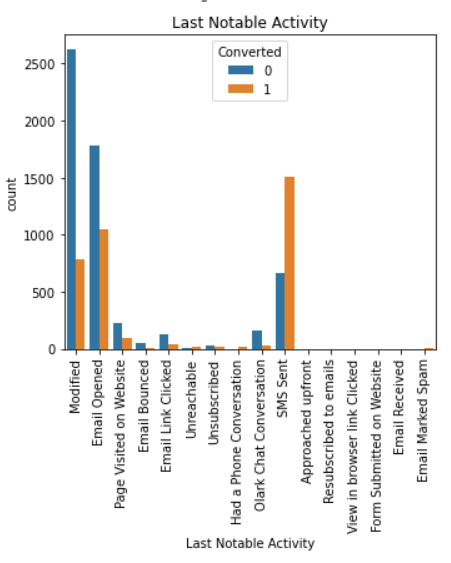 Last Notable Activity
Converted
0
1
count
2500
2000
1500
1000
500
0
Modified
Email Opened
Page Visited on Website
Email Bounced
Email Link Clicked
Unreachable
Unsubscribed
Had a Phone Conversation
Olark Chat Conversation
SMS Sent
Approached upfront
Resubscribed to emails
View in browser link Clicked
Form Submitted on Website
Email Received
Email Marked Spam
Last Notable Activity